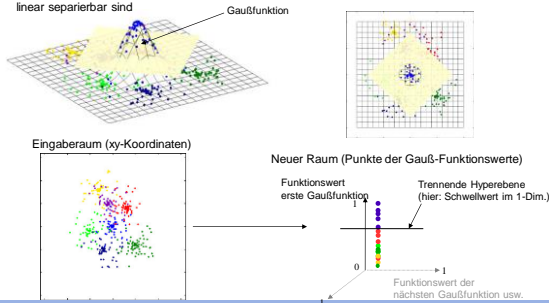 linear separierbar sind
Gaußfunktion
Eingaberaum (xy-Koordinaten)
Neuer Raum (Punkte der Gauß-Funktionswerte)
Funktionswert
erste Gaußfunktion
Trennende Hyperebene
(hier: Schwellwert im 1-Dim.)
1
0
1
Funktionswert der
nächsten Gaußfunktion usw.